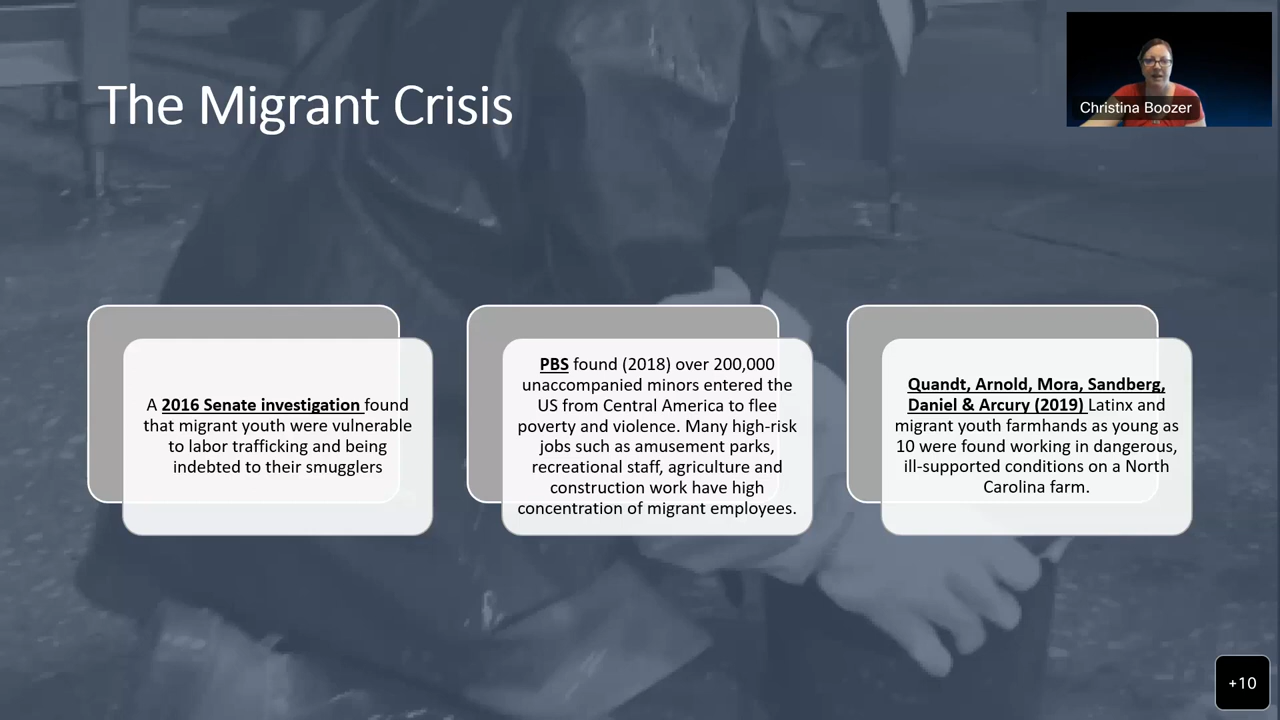 The Migrant Crisis
Christina Boozer
A 2016 Senate investigation found
that migrant youth were vulnerable
to labor trafficking and being
indebted to their smugglers
PBS found (2018) over 200,000
unaccompanied minors entered the
US from Central America to flee
poverty and violence. Many high-risk
jobs such as amusement parks,
recreational staff, agriculture and
construction work have high
concentration of migrant employees.
Quandt, Arnold, Mora, Sandberg,
Daniel & Arcury (2019) Latinx and
migrant youth farmhands as young as
10 were found working in dangerous,
ill-supported conditions on a North
Carolina farm.
+10